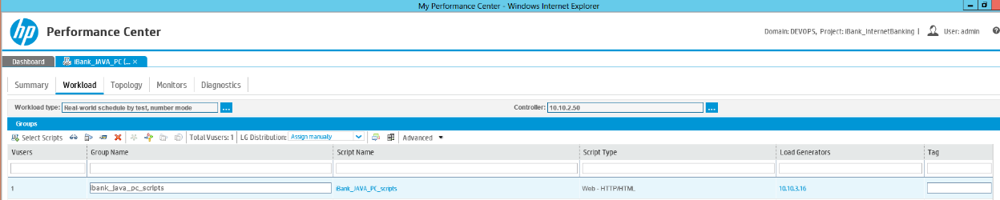 My Performance Center - Windows Internet Explorer
hp Performance Center
Domain: DEVOPS, Project: iBank_InternetBanking | User: admin
Dashboard iBank_JAVA_PC (... ×
Summary Workload Topology Monitors Diagnostics
Workload type: Real-world schedule by test, number mode ... Controller: 10.10.2.50 ...
Groups
Select Scripts Total Vusers: 1 LG Distribution: Assign manually Advanced
Vusers Group Name Script Name Script Type Load Generators Tag
1 ibank_java_pc_scripts iBank_JAVA_PC_scripts Web - HTTP/HTML 10.10.3.16